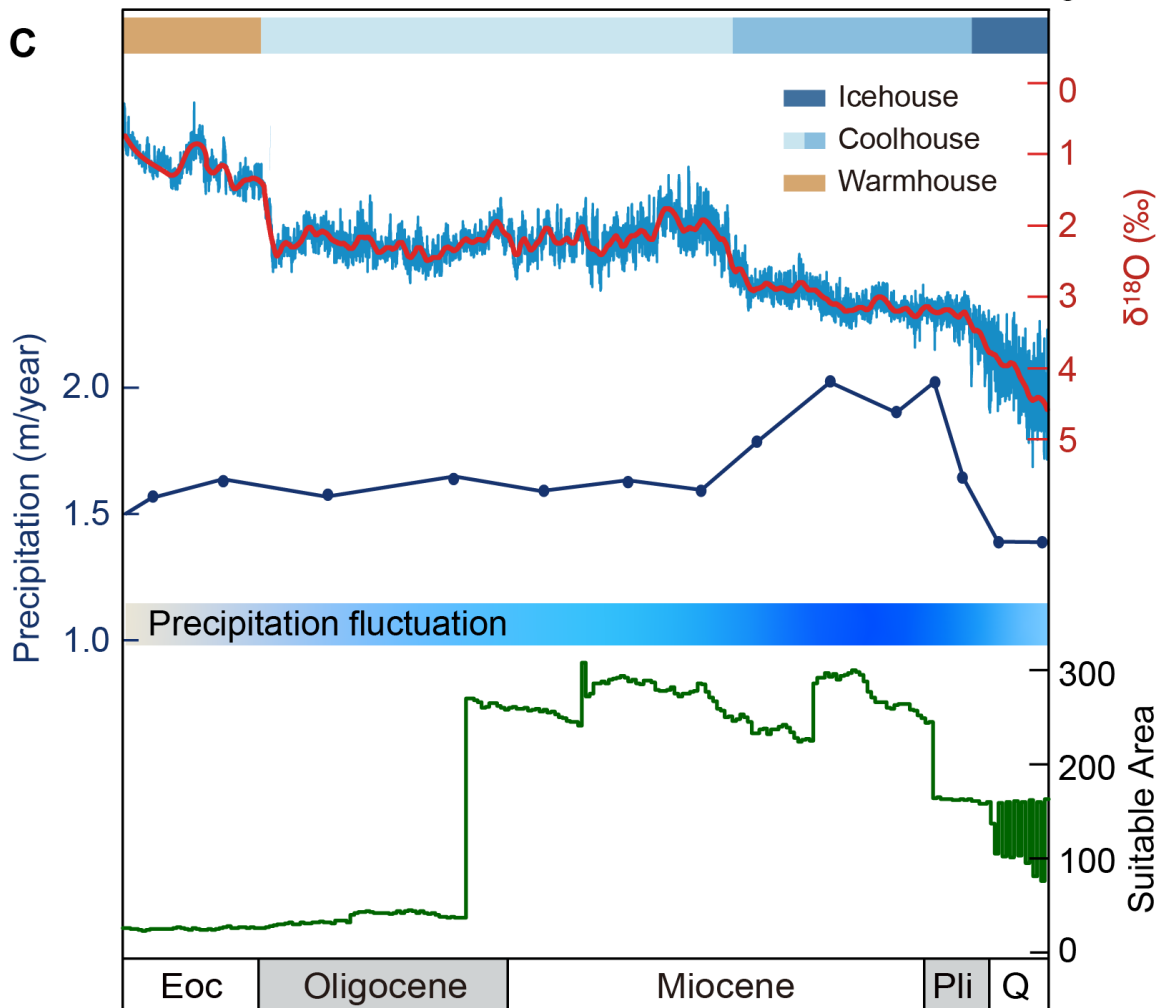 C
Icehouse
Coolhouse
Warmhouse
0
1
2
3
4
5
δ¹⁸O (‰)
Precipitation (m/year)
2.0
1.5
1.0
Precipitation fluctuation
300
200
100
0
Suitable Area
Eoc
Oligocene
Miocene
Pli
Q